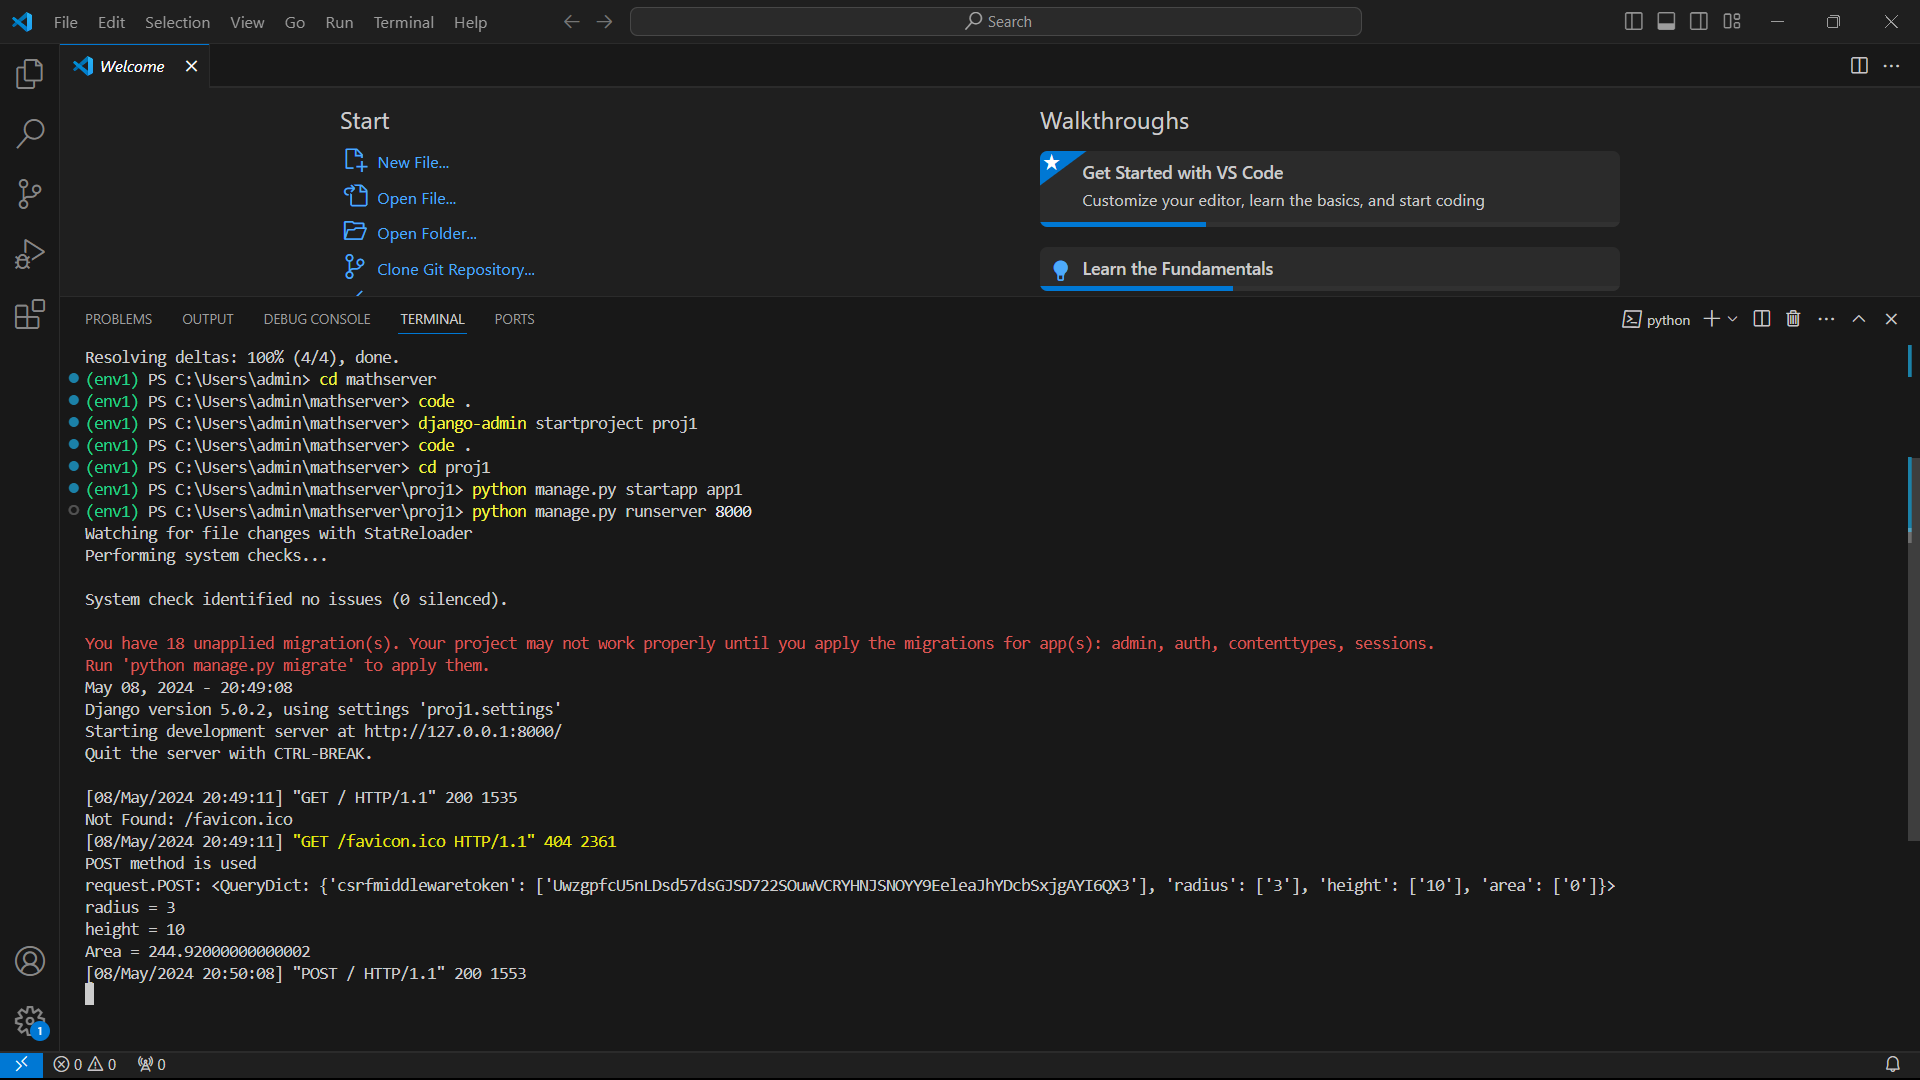 File Edit Selection View Go Run Terminal Help
Search
Welcome
Start
New File...
Open File...
Open Folder...
Clone Git Repository...
Walkthroughs
Get Started with VS Code
Customize your editor, learn the basics, and start coding
Learn the Fundamentals
PROBLEMS OUTPUT DEBUG CONSOLE TERMINAL PORTS
python
Resolving deltas: 100% (4/4), done.
(env1) PS C:\Users\admin> cd mathserver
(env1) PS C:\Users\admin\mathserver> code .
(env1) PS C:\Users\admin\mathserver> django-admin startproject proj1
(env1) PS C:\Users\admin\mathserver> code .
(env1) PS C:\Users\admin\mathserver> cd proj1
(env1) PS C:\Users\admin\mathserver\proj1> python manage.py startapp app1
(env1) PS C:\Users\admin\mathserver\proj1> python manage.py runserver 8000
Watching for file changes with StatReloader
Performing system checks...
System check identified no issues (0 silenced).
You have 18 unapplied migration(s). Your project may not work properly until you apply the migrations for app(s): admin, auth, contenttypes, sessions.
Run 'python manage.py migrate' to apply them.
May 08, 2024 - 20:49:08
Django version 5.0.2, using settings 'proj1.settings'
Starting development server at http://127.0.0.1:8000/
Quit the server with CTRL-BREAK.
[08/May/2024 20:49:11] "GET / HTTP/1.1" 200 1535
Not Found: /favicon.ico
[08/May/2024 20:49:11] "GET /favicon.ico HTTP/1.1" 404 2361
POST method is used
request.POST: <QueryDict: {'csrfmiddlewaretoken': ['UwzgpfcU5nLDsd57dsGJSD722SOuwVCRYHNJSNOYY9EeleaJhYDcbSxjgAYI6QX3'], 'radius': ['3'], 'height': ['10'], 'area': ['0']}>
radius = 3
height = 10
Area = 244.92000000000002
[08/May/2024 20:50:08] "POST / HTTP/1.1" 200 1553
1
0 0 0